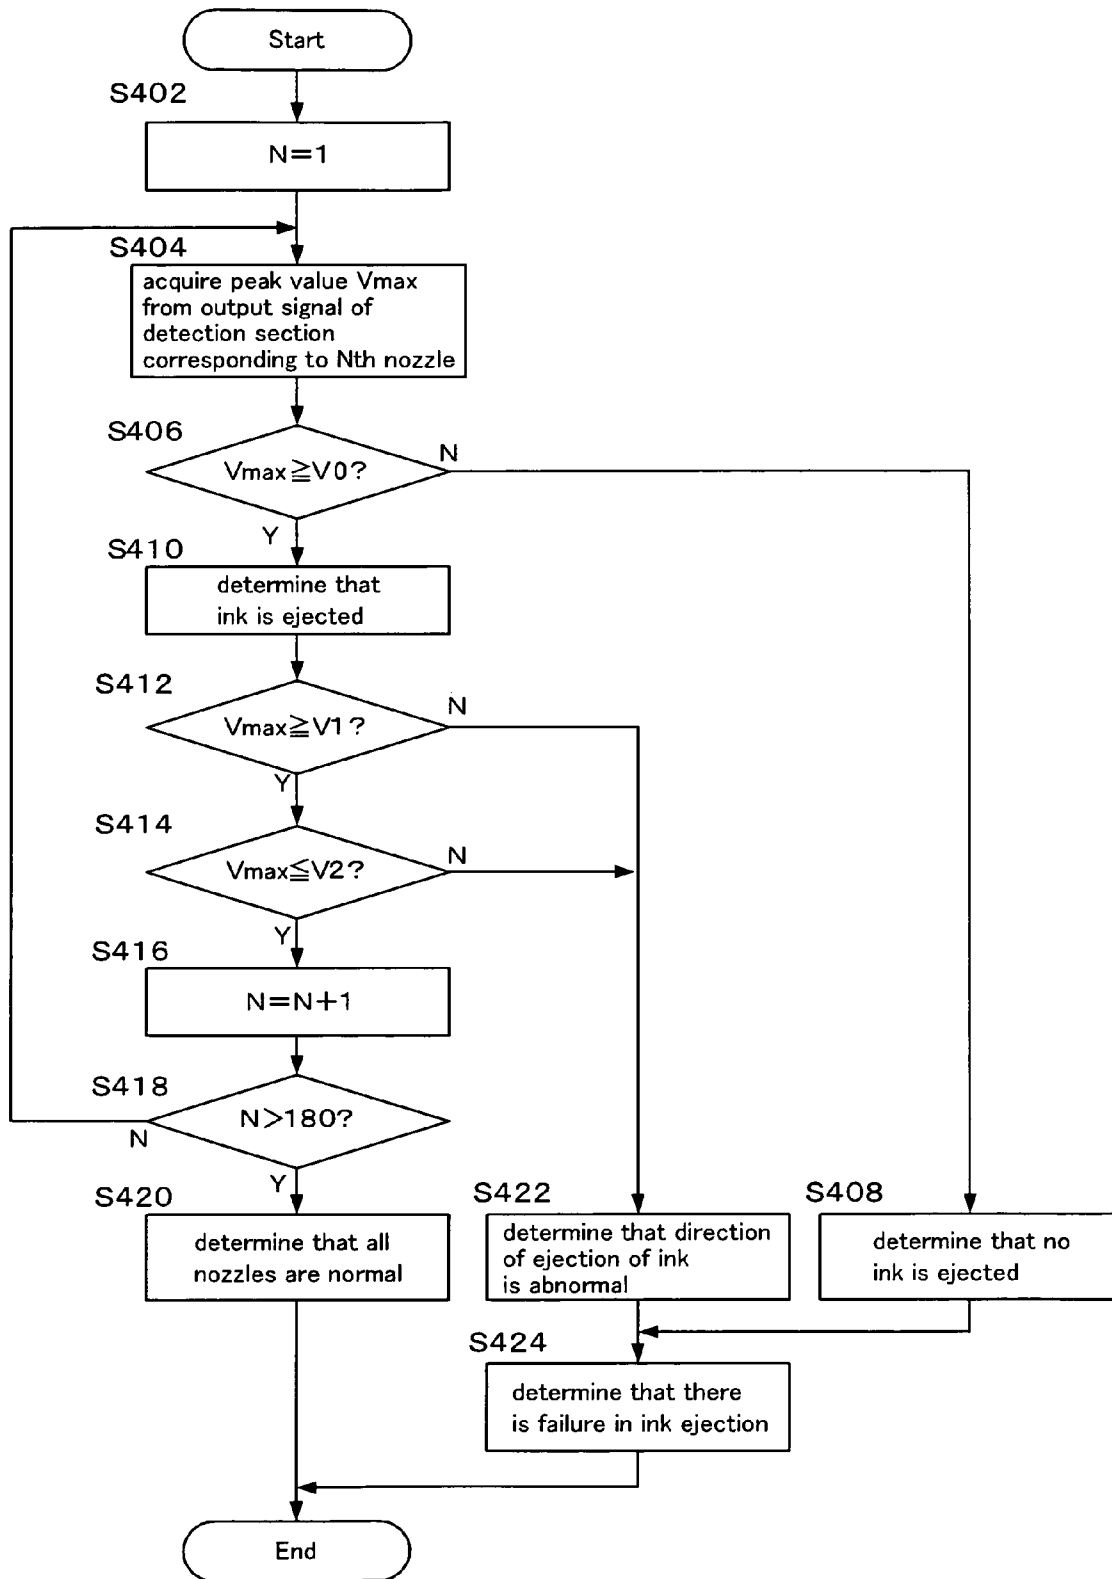 Start
S402
N=1
S404
acquire peak value Vmax
from output signal of
detection section
corresponding to Nth nozzle
S406
Vmax≧V0?
N
Y
S410
determine that
ink is ejected
S412
Vmax≧V1?
N
Y
S414
Vmax≦V2?
N
Y
S416
N=N+1
S418
N>180?
N
Y
S420
determine that all
nozzles are normal
S422
determine that direction
of ejection of ink
is abnormal
S408
determine that no
ink is ejected
S424
determine that there
is failure in ink ejection
End